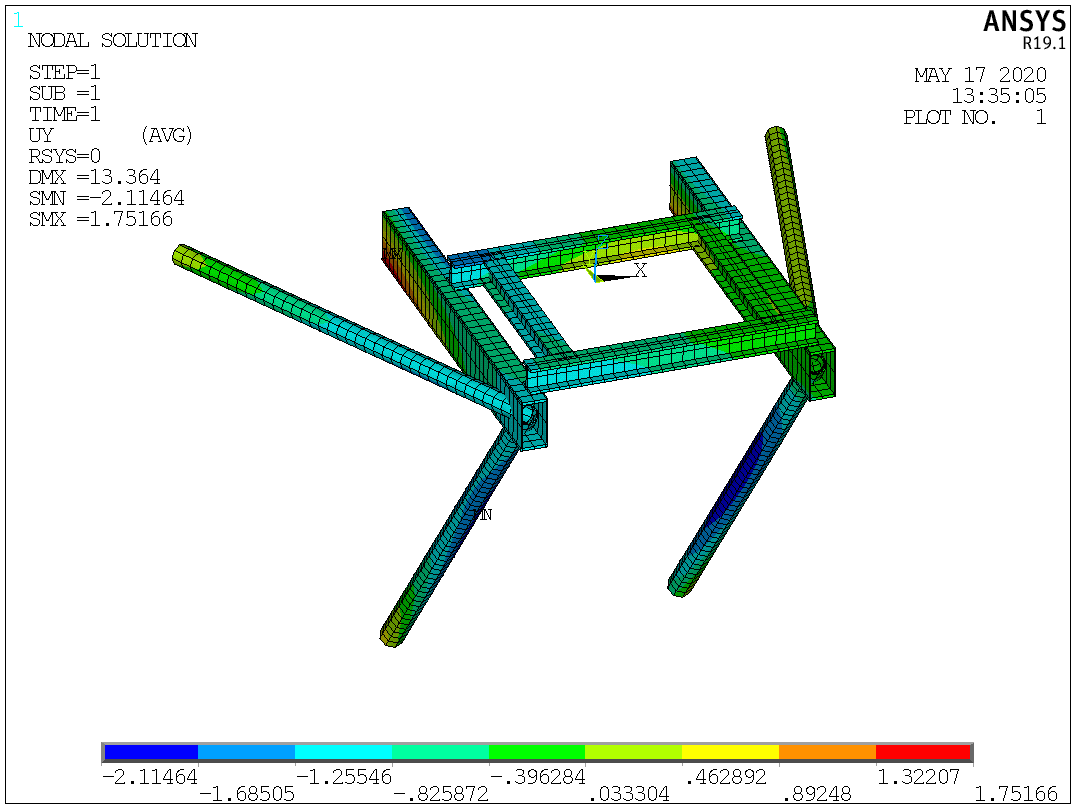 1
NODAL SOLUTION
STEP=1
SUB =1
TIME=1
UY (AVG)
RSYS=0
DMX =13.364
SMN =-2.11464
SMX =1.75166
ANSYS
R19.1
MAY 17 2020
13:35:05
PLOT NO. 1
MX
X
MN
-2.11464
-1.68505
-1.25546
-.825872
-.396284
.033304
.462892
.89248
1.32207
1.75166